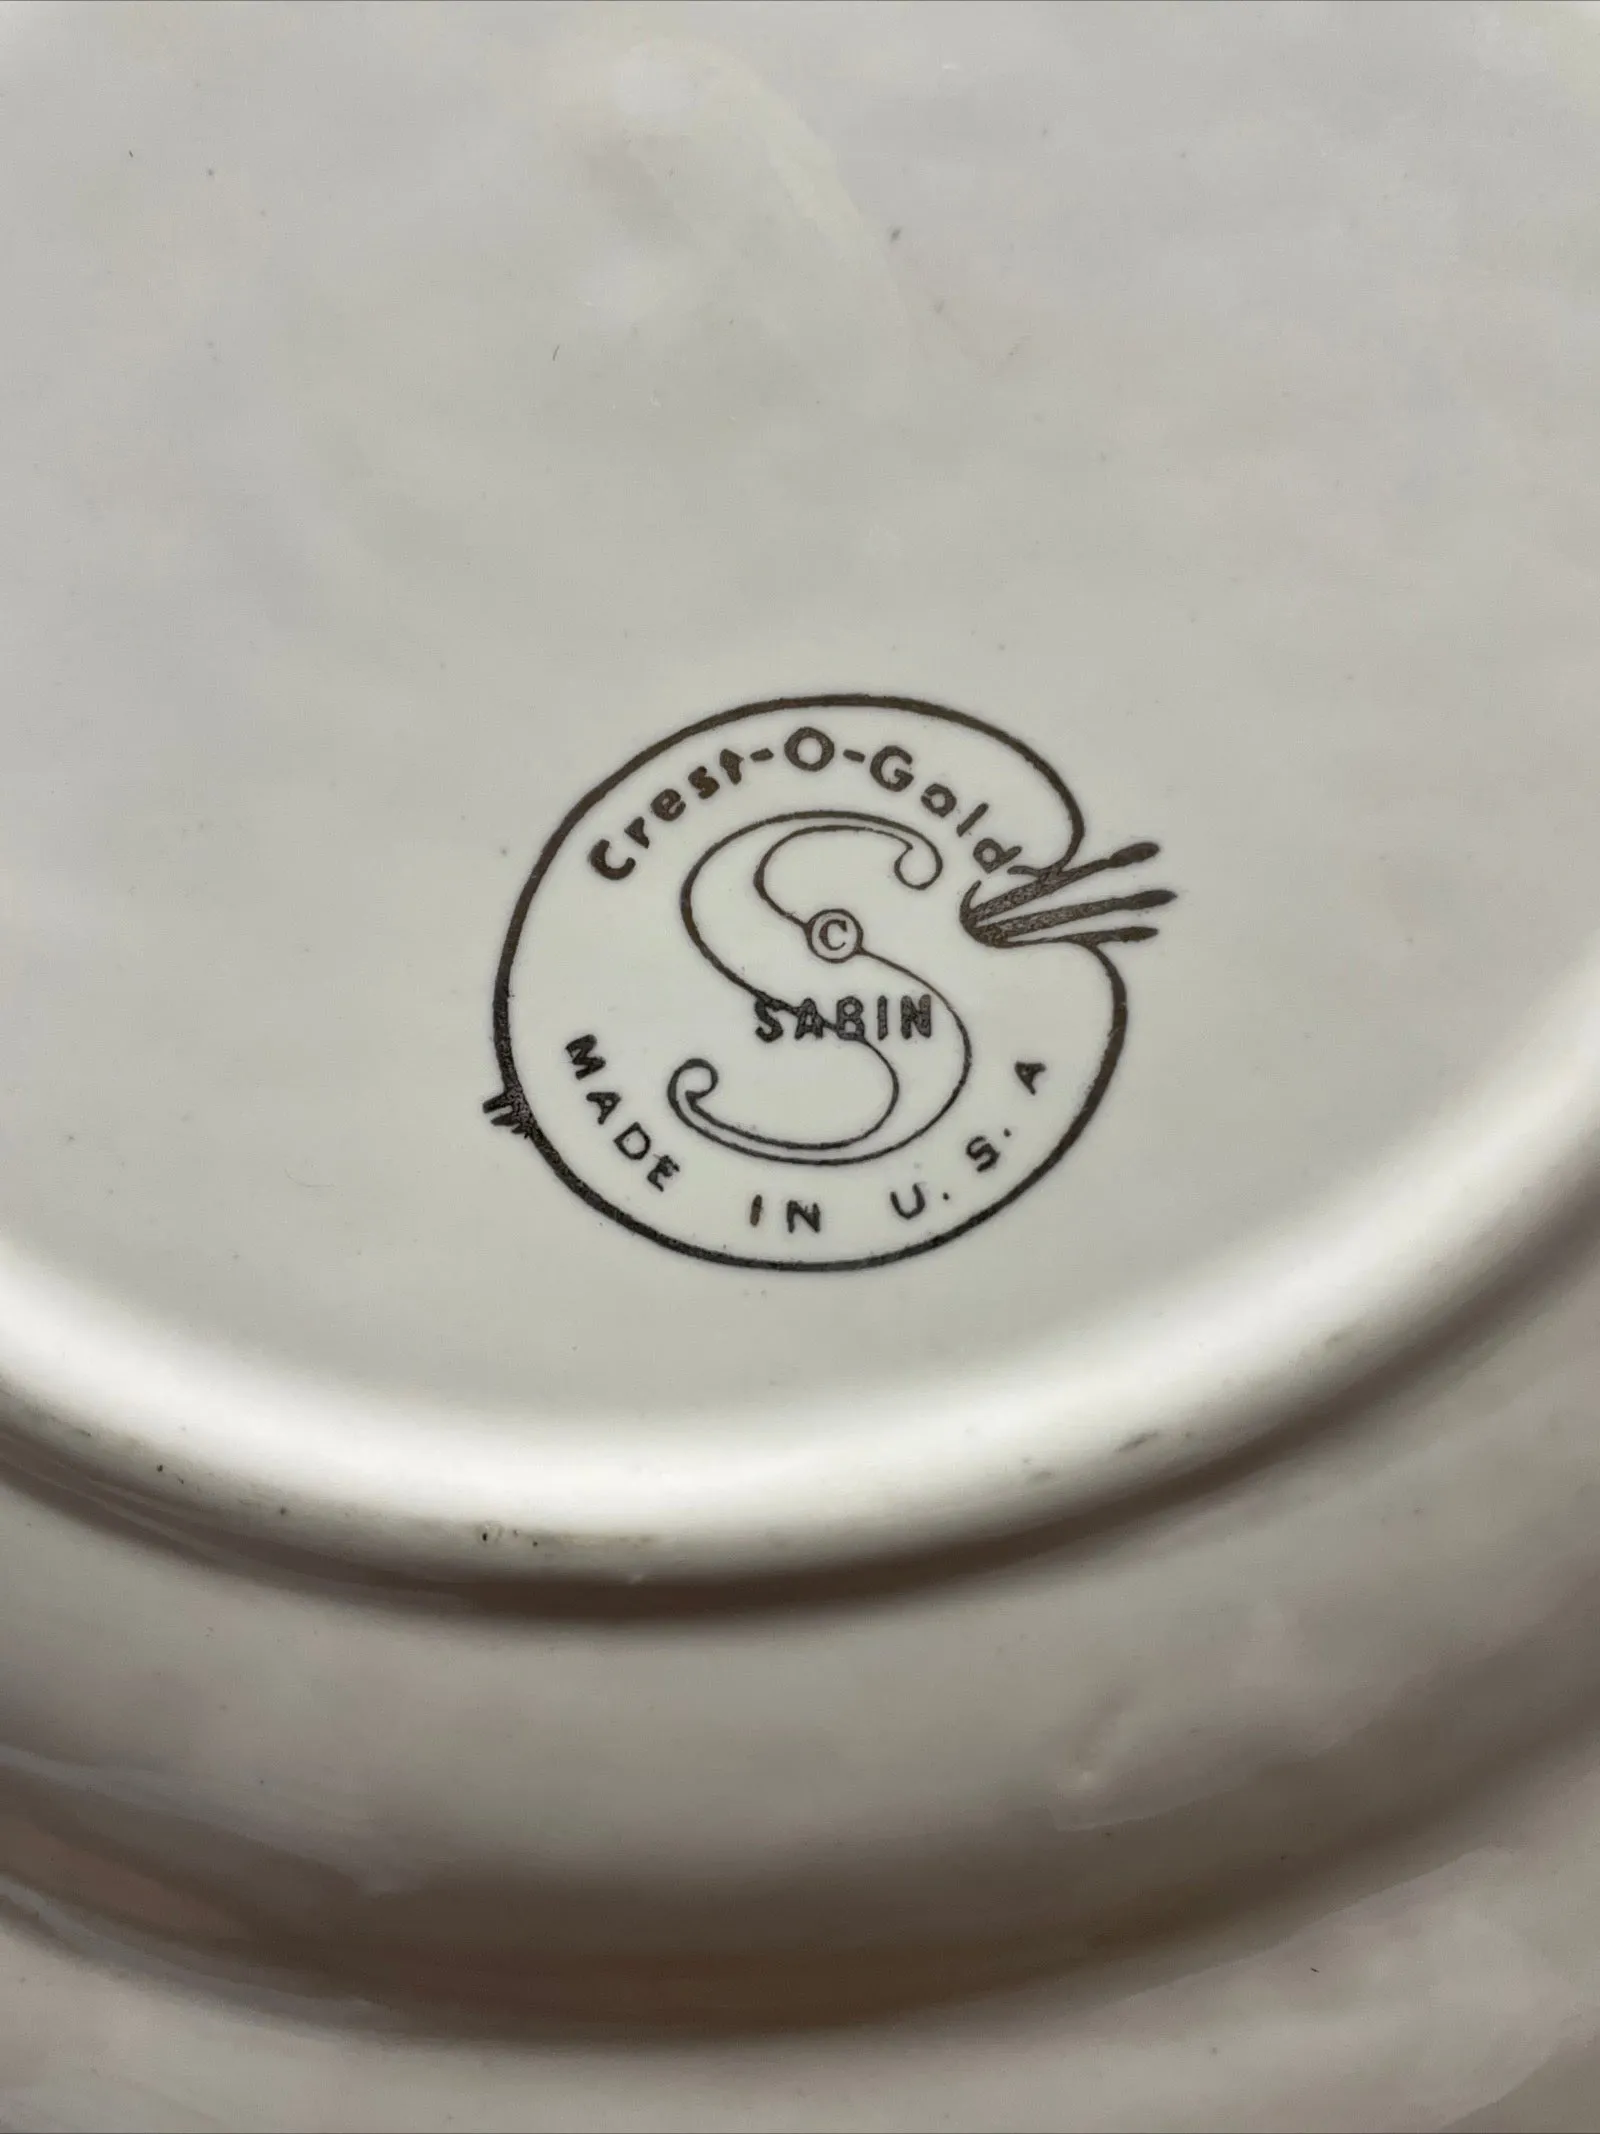 Crest-O-Gold
©
SABIN
MADE IN U.S.A